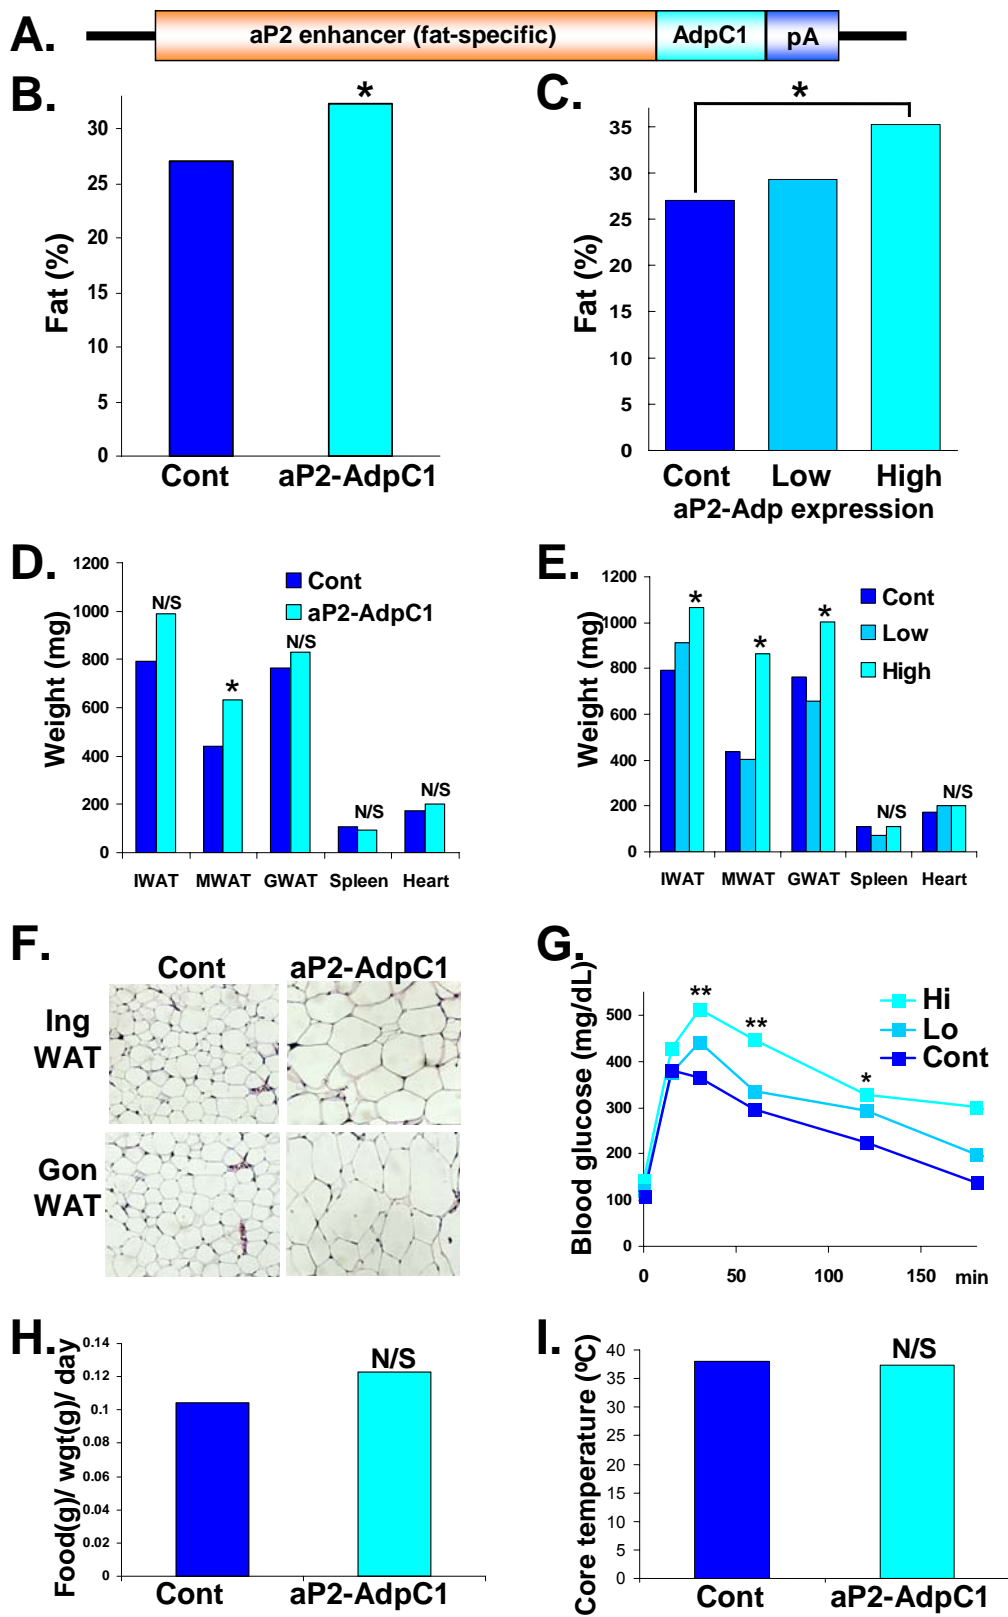 A.
aP2 enhancer (fat-specific)
AdpC1
pA
B.
*
Fat (%)
30
25
20
15
10
5
0
Cont
aP2-AdpC1
C.
*
Fat (%)
35
30
25
20
15
10
5
0
Cont
Low
High
aP2-Adp expression
D.
Weight (mg)
1200
1000
800
600
400
200
0
Cont
aP2-AdpC1
N/S
*
N/S
N/S
N/S
IWAT
MWAT
GWAT
Spleen
Heart
E.
Weight (mg)
1200
1000
800
600
400
200
0
Cont
Low
High
*
*
*
N/S
N/S
IWAT
MWAT
GWAT
Spleen
Heart
F.
Cont
aP2-AdpC1
Ing
WAT
Gon
WAT
G.
Blood glucose (mg/dL)
500
400
300
200
100
0
**
**
*
Hi
Lo
Cont
0
50
100
150
min
H.
Food(g)/ wgt(g)/ day
0.14
0.12
0.1
0.08
0.06
0.04
0.02
0
N/S
Cont
aP2-AdpC1
I.
Core temperature (ºC)
40
35
30
25
20
15
10
5
0
N/S
Cont
aP2-AdpC1